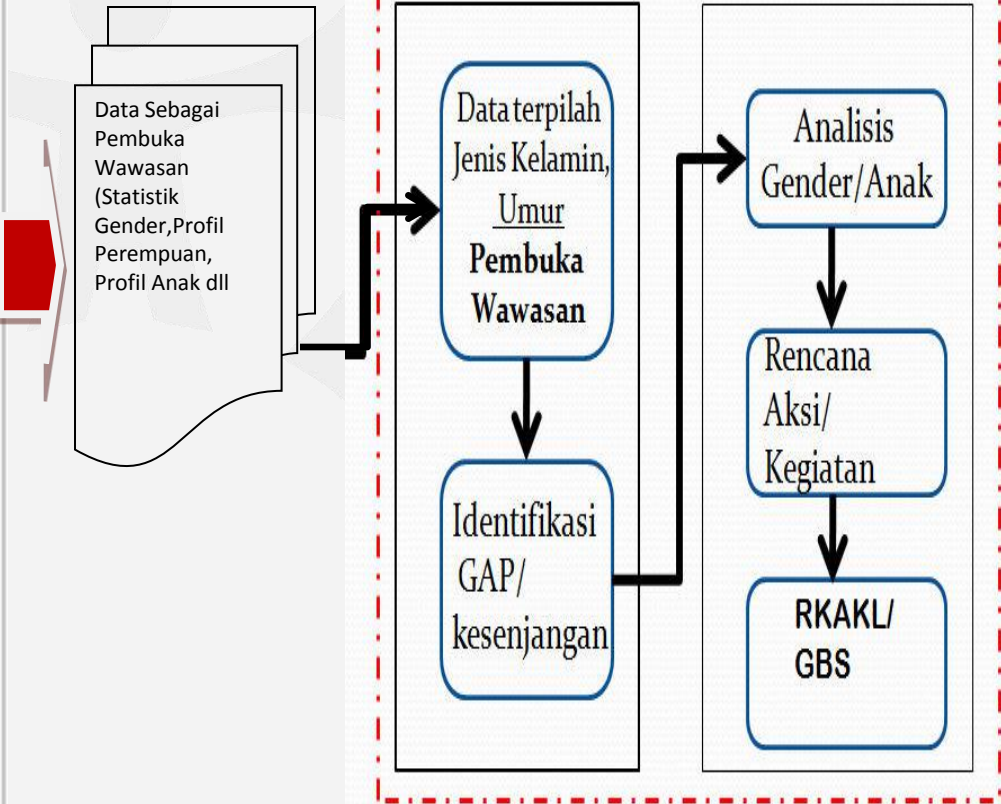 Data Sebagai
Pembuka
Wawasan
(Statistik
Gender,Profil
Perempuan,
Profil Anak dll
Data terpilah
Jenis Kelamin,
Umur
Pembuka
Wawasan
Identifikasi
GAP/
kesenjangan
Analisis
Gender/Anak
Rencana
Aksi/
Kegiatan
RKAKL/
GBS